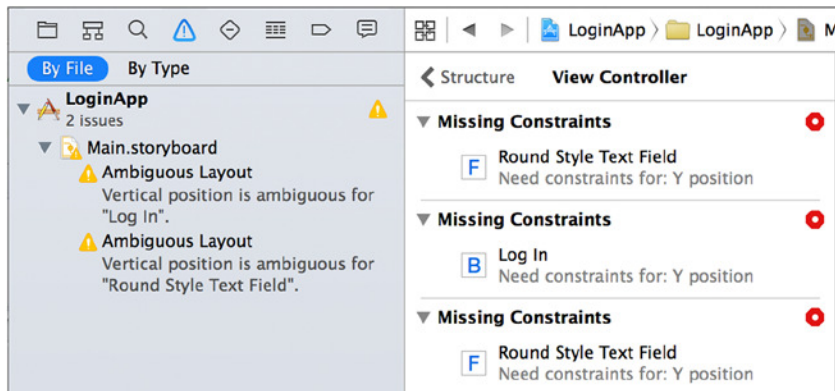 LoginApp LoginApp M
By File By Type
Structure View Controller
LoginApp
2 issues
Main.storyboard
Ambiguous Layout
Vertical position is ambiguous for
"Log In".
Ambiguous Layout
Vertical position is ambiguous for
"Round Style Text Field".
Missing Constraints
F
Round Style Text Field
Need constraints for: Y position
Missing Constraints
B
Log In
Need constraints for: Y position
Missing Constraints
F
Round Style Text Field
Need constraints for: Y position